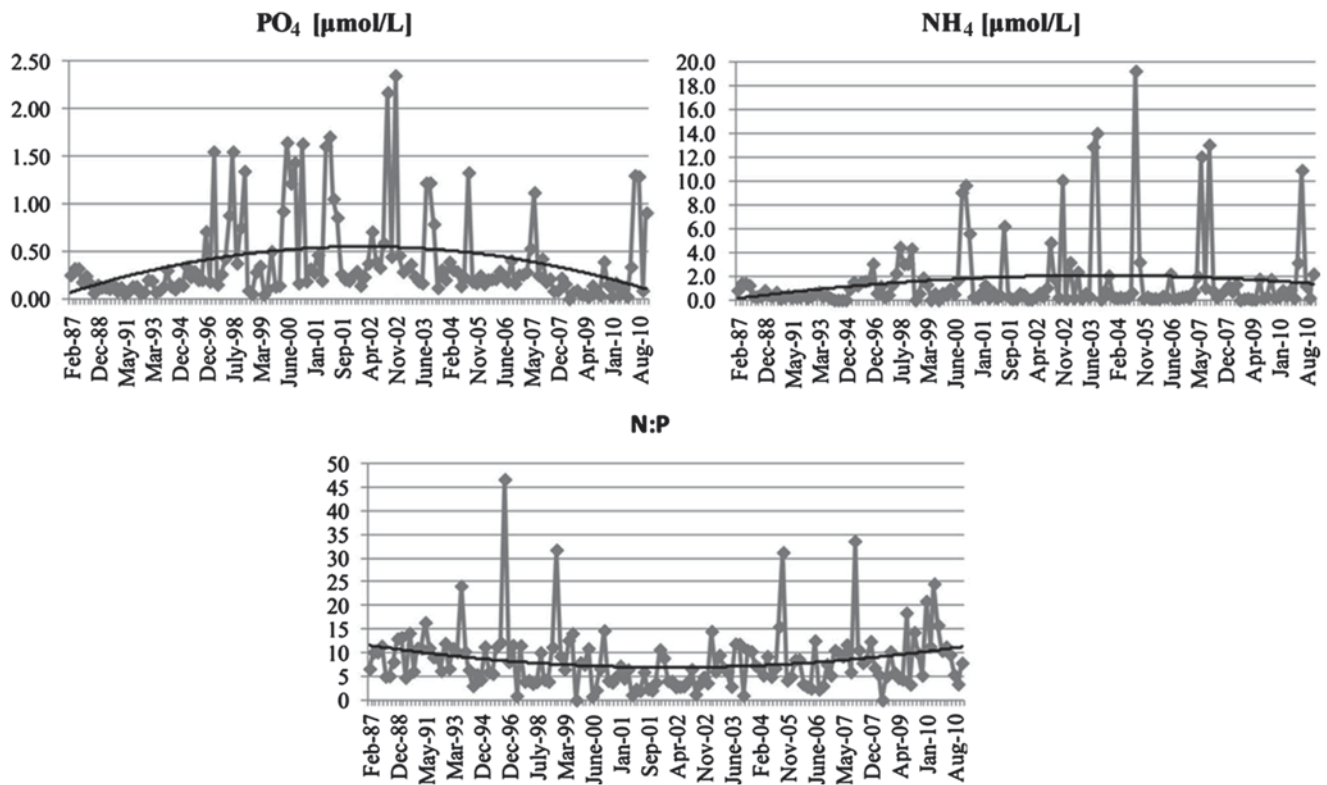 PO₄ [µmol/L]
2.50
2.00
1.50
1.00
0.50
0.00
Feb-87
Dec-88
May-91
Mar-93
Dec-94
Dec-96
July-98
Mar-99
June-00
Jan-01
Sep-01
Apr-02
Nov-02
June-03
Feb-04
Nov-05
June-06
May-07
Dec-07
Apr-09
Jan-10
Aug-10
NH₄ [µmol/L]
20.0
18.0
16.0
14.0
12.0
10.0
8.0
6.0
4.0
2.0
0.0
Feb-87
Dec-88
May-91
Mar-93
Dec-94
Dec-96
July-98
Mar-99
June-00
Jan-01
Sep-01
Apr-02
Nov-02
June-03
Feb-04
Nov-05
June-06
May-07
Dec-07
Apr-09
Jan-10
Aug-10
N:P
50
45
40
35
30
25
20
15
10
5
0
Feb-87
Dec-88
May-91
Mar-93
Dec-94
Dec-96
July-98
Mar-99
June-00
Jan-01
Sep-01
Apr-02
Nov-02
June-03
Feb-04
Nov-05
June-06
May-07
Dec-07
Apr-09
Jan-10
Aug-10